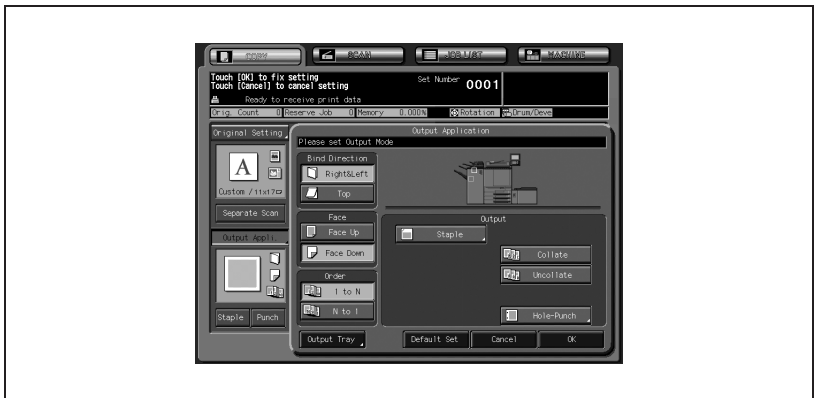 COPY SCAN JOB LIST MACHINE
Touch [OK] to fix setting
Touch [Cancel] to cancel setting
Set Number 0001
Ready to receive print data
Orig. Count 0 Reserve Job 0 Memory 0.000% Rotation Drum/Deve
Original Setting
Custom /11x17
Separate Scan
Output Appli.
Staple Punch
Output Application
Please set Output Mode
Bind Direction
Right&Left
Top
Face
Face Up
Face Down
Order
1 to N
N to 1
Output
Staple
Collate
Uncollate
Hole-Punch
Output Tray Default Set Cancel OK